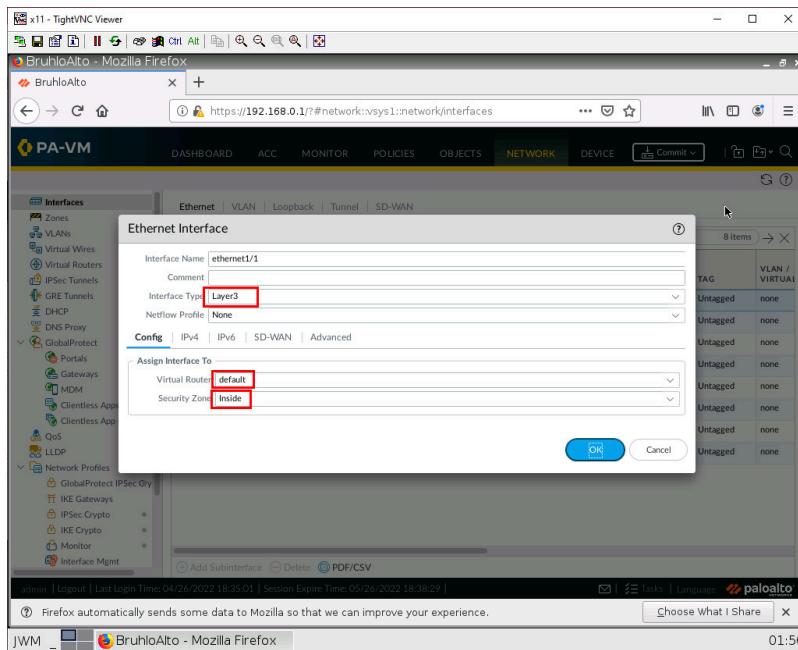 x11 - TightVNC Viewer
Ctrl Alt
BruhloAlto - Mozilla Firefox
BruhloAlto
https://192.168.0.1/?#network::vsys1::network/interfaces
PA-VM
DASHBOARD ACC MONITOR POLICIES OBJECTS NETWORK DEVICE Commit
Interfaces
Zones
VLANs
Virtual Wires
Virtual Routers
IPSec Tunnels
GRE Tunnels
DHCP
DNS Proxy
GlobalProtect
Portals
Gateways
MDM
Clientless Apps
Clientless App
QoS
LLDP
Network Profiles
GlobalProtect IPSec Cry
IKE Gateways
IPSec Crypto
IKE Crypto
Monitor
Interface Mgmt
Ethernet VLAN Loopback Tunnel SD-WAN
8 items
TAG VLAN / VIRTUAL
Untagged none
Untagged none
Untagged none
Untagged none
Untagged none
Untagged none
Untagged none
Untagged none
Ethernet Interface
Interface Name ethernet1/1
Comment
Interface Type Layer3
Netflow Profile None
Config IPv4 IPv6 SD-WAN Advanced
Assign Interface To
Virtual Router default
Security Zone Inside
OK Cancel
Add Subinterface Delete PDF/CSV
admin | Logout | Last Login Time: 04/26/2022 18:35:01 | Session Expire Time: 05/26/2022 18:38:29 | Tasks | Language paloalto
NETWORKS
Firefox automatically sends some data to Mozilla so that we can improve your experience. Choose What I Share
JWM BruhloAlto - Mozilla Firefox